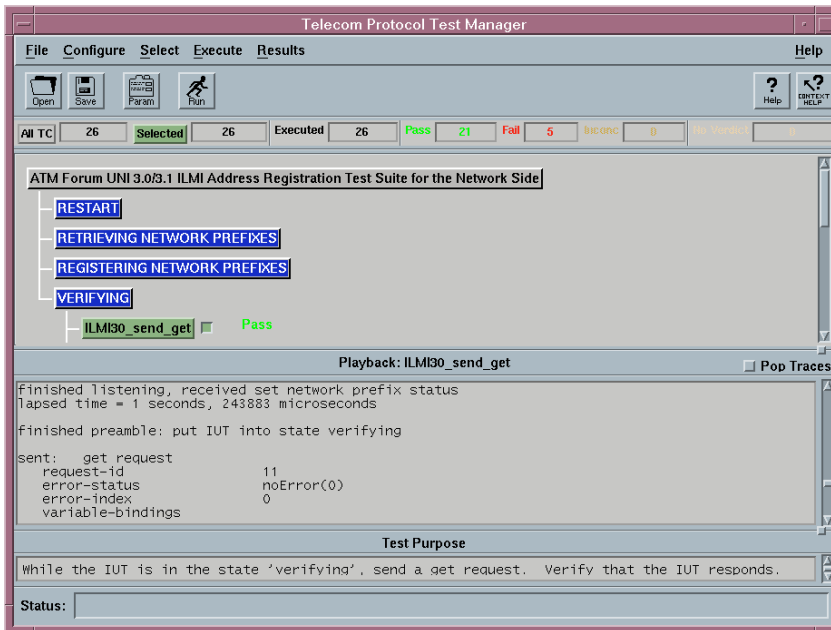 Telecom Protocol Test Manager
File Configure Select Execute Results Help
Open Save Param Run Help CONTEXT HELP
All TC 26 Selected 26 Executed 26 Pass 21 Fail 5 Inconc 0 No Verdict 0
ATM Forum UNI 3.0/3.1 ILMI Address Registration Test Suite for the Network Side
RESTART
RETRIEVING NETWORK PREFIXES
REGISTERING NETWORK PREFIXES
VERIFYING
ILMI30_send_get Pass
Playback: ILMI30_send_get
Pop Traces
finished listening, received set network prefix status
lapsed time = 1 seconds, 243883 microseconds
finished preamble: put IUT into state verifying
sent: get request
request-id 11
error-status noError(0)
error-index 0
variable-bindings
Test Purpose
While the IUT is in the state 'verifying', send a get request. Verify that the IUT responds.
Status: